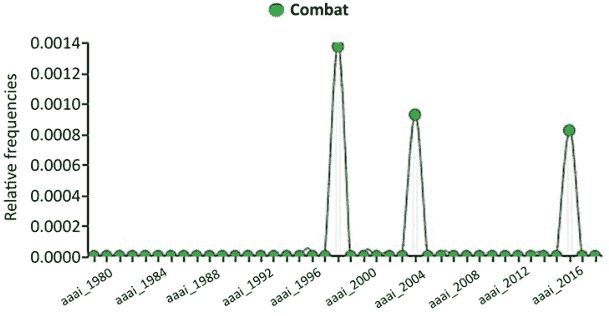 Combat
Relative frequencies
0.0014
0.0012
0.0010
0.0008
0.0006
0.0004
0.0002
0.0000
aaai_1980
aaai_1984
aaai_1988
aaai_1992
aaai_1996
aaai_2000
aaai_2004
aaai_2008
aaai_2012
aaai_2016